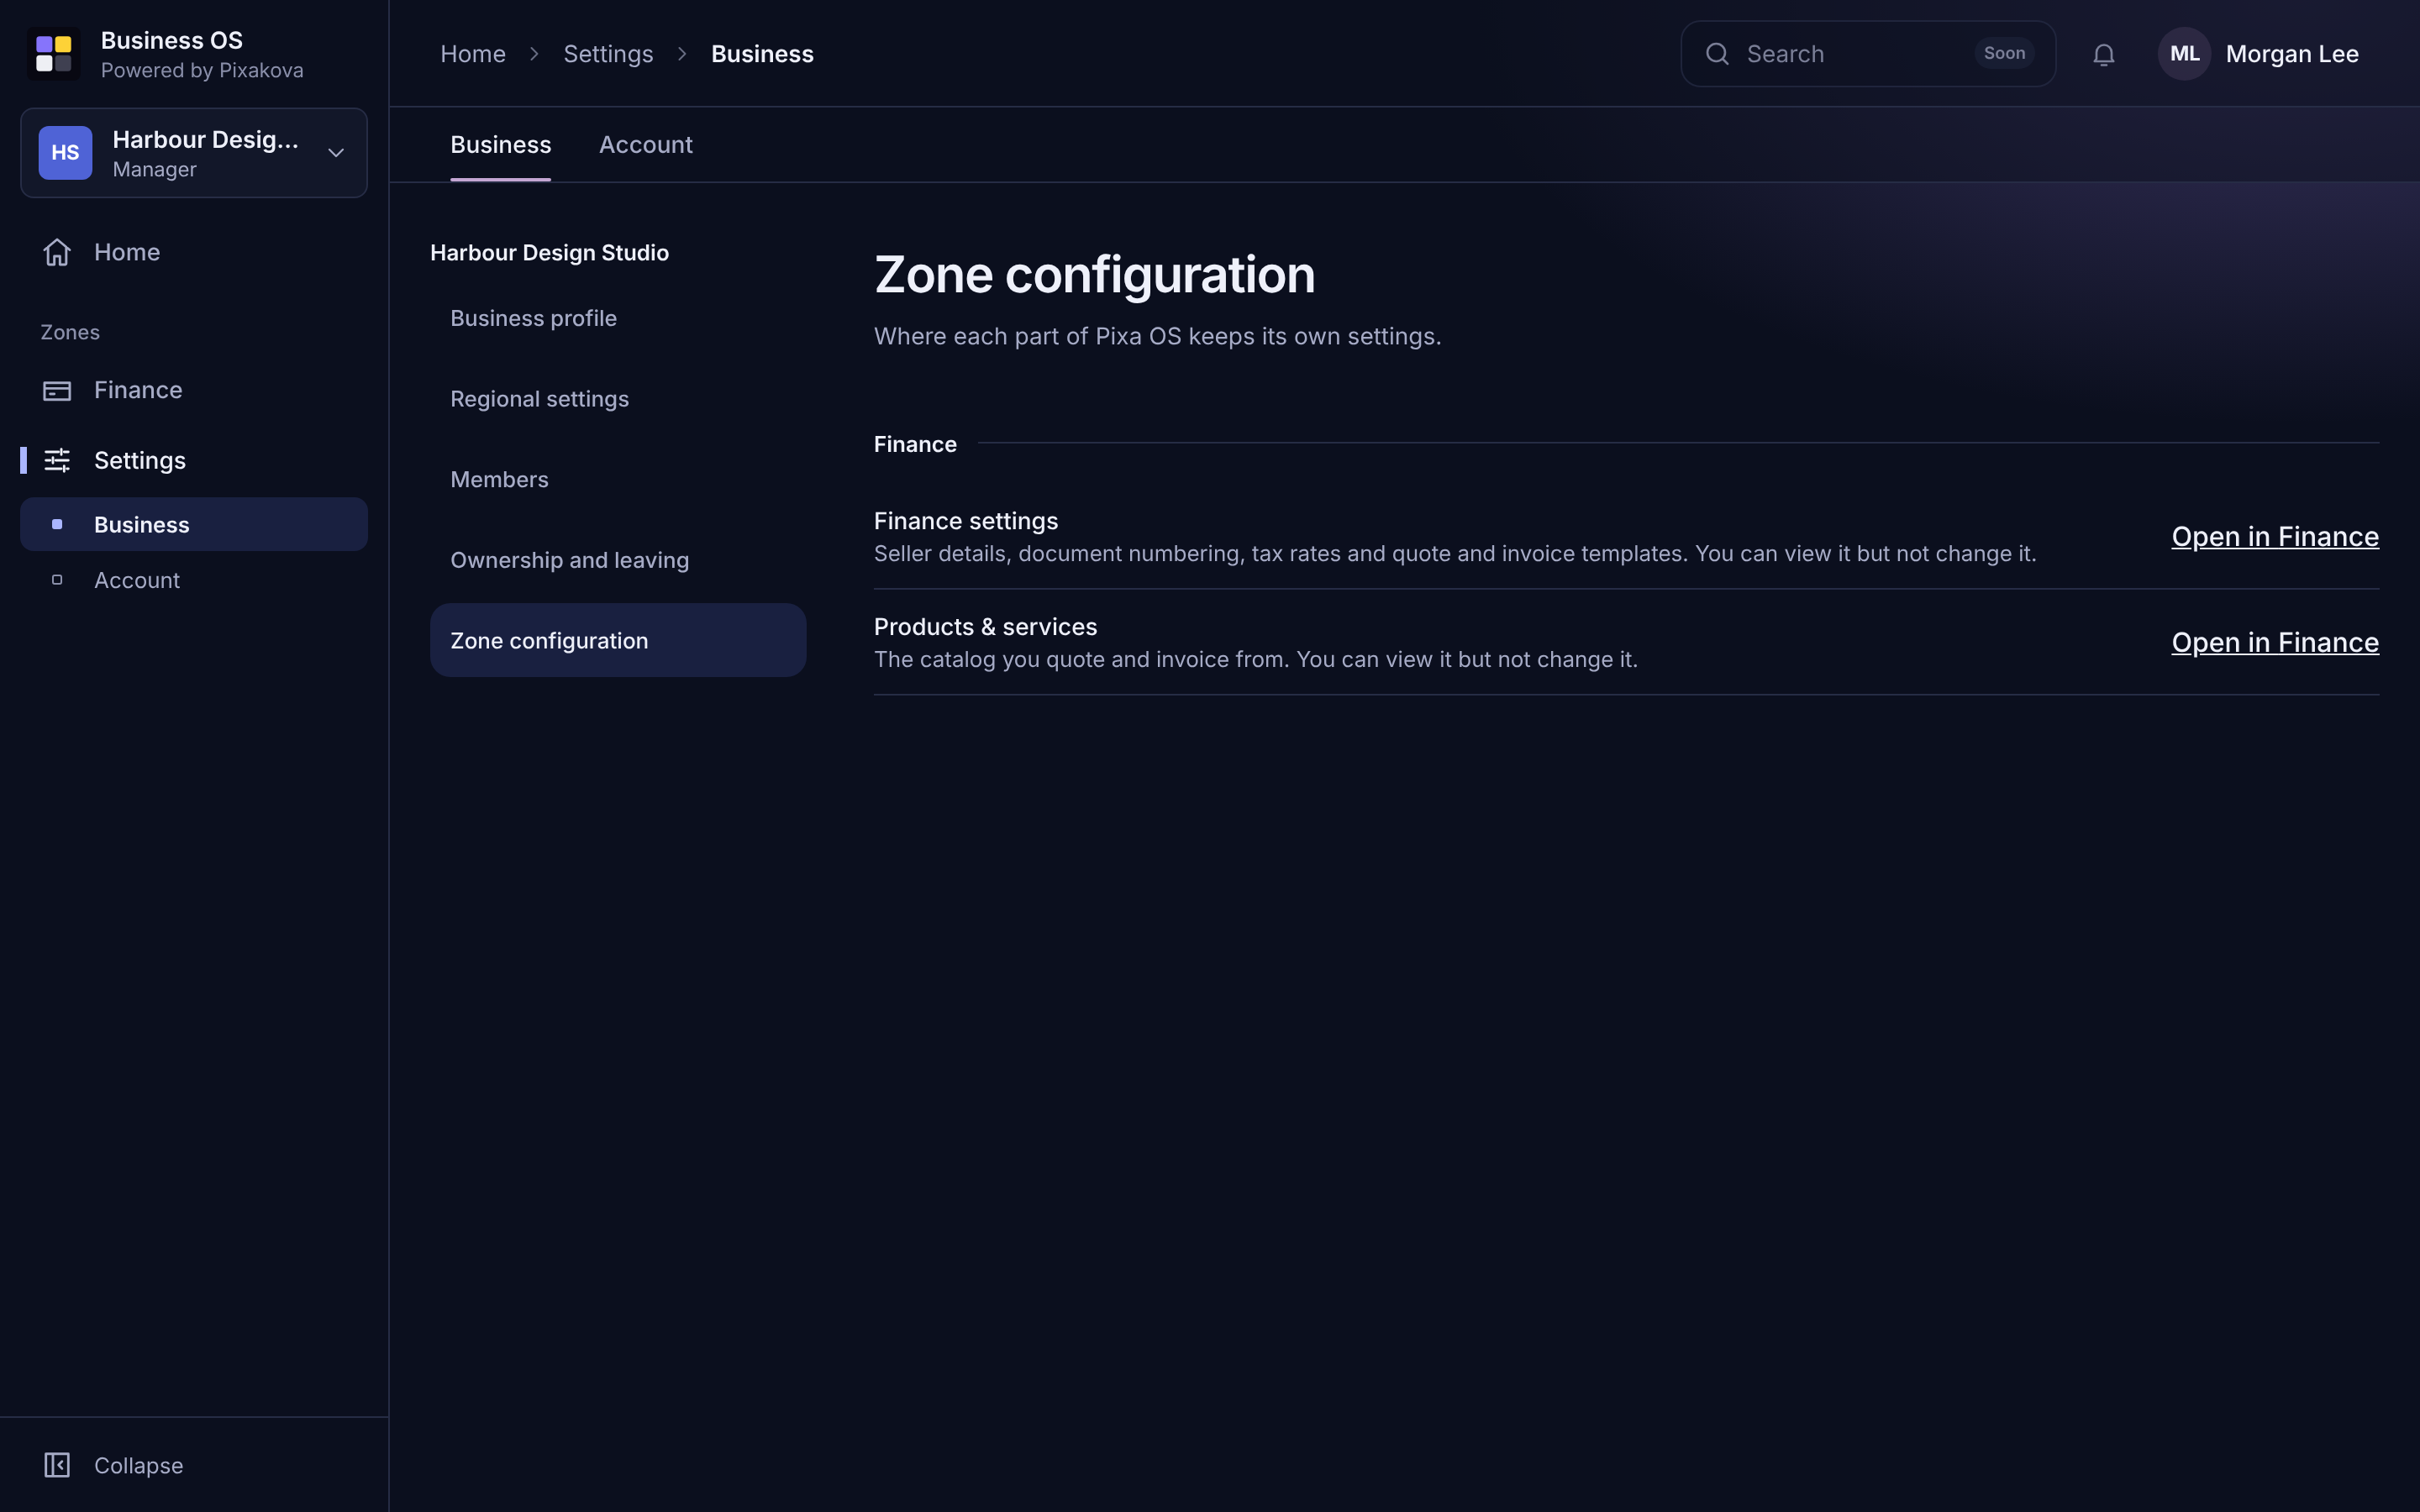 Business OS
Powered by Pixakova
HS
Harbour Desig...
Manager
Home
Zones
Finance
Settings
Business
Account
Collapse
Home
Settings
Business
Search
Soon
ML
Morgan Lee
Business
Account
Harbour Design Studio
Business profile
Regional settings
Members
Ownership and leaving
Zone configuration
Zone configuration
Where each part of Pixa OS keeps its own settings.
Finance
Finance settings
Seller details, document numbering, tax rates and quote and invoice templates. You can view it but not change it.
Open in Finance
Products & services
The catalog you quote and invoice from. You can view it but not change it.
Open in Finance